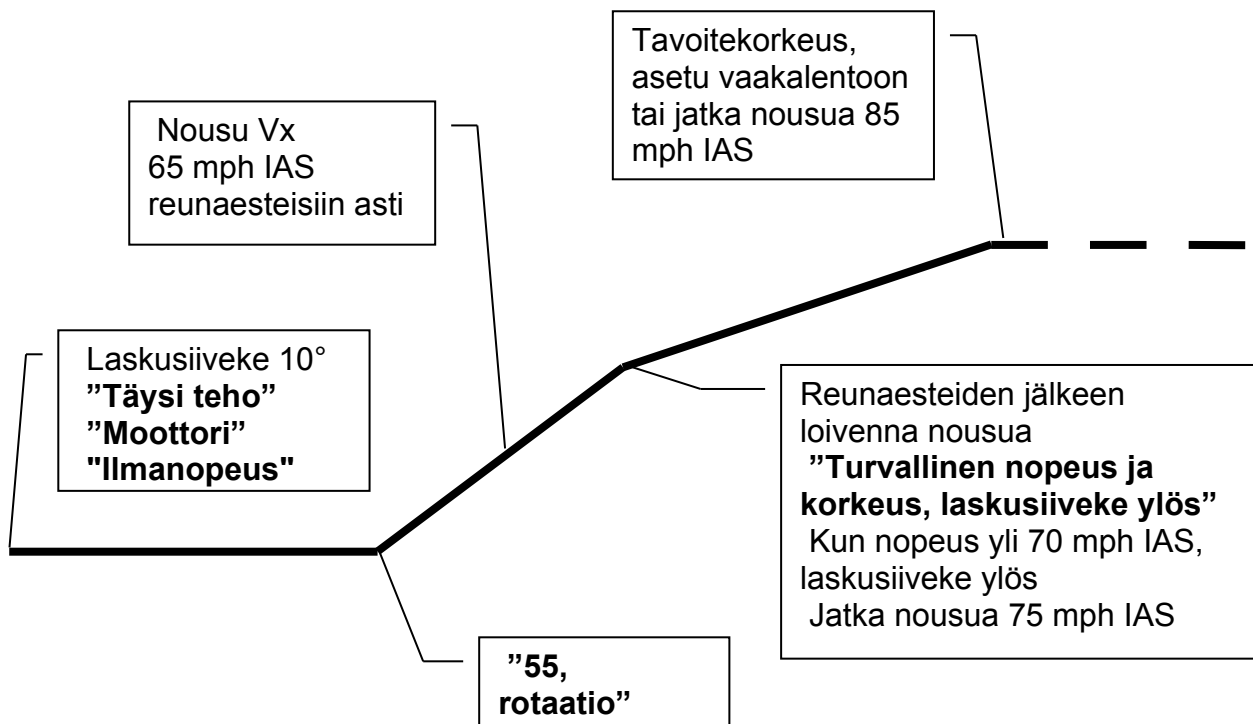 Tavoitekorkeus,
asetu vaakalentoon
tai jatka nousua 85
mph IAS
Nousu Vx
65 mph IAS
reunaesteisiin asti
Laskusiiveke 10°
”Täysi teho”
”Moottori”
"Ilmanopeus"
Reunaesteiden jälkeen
loivenna nousua
”Turvallinen nopeus ja
korkeus, laskusiiveke ylös”
Kun nopeus yli 70 mph IAS,
laskusiiveke ylös
Jatka nousua 75 mph IAS
”55,
rotaatio”